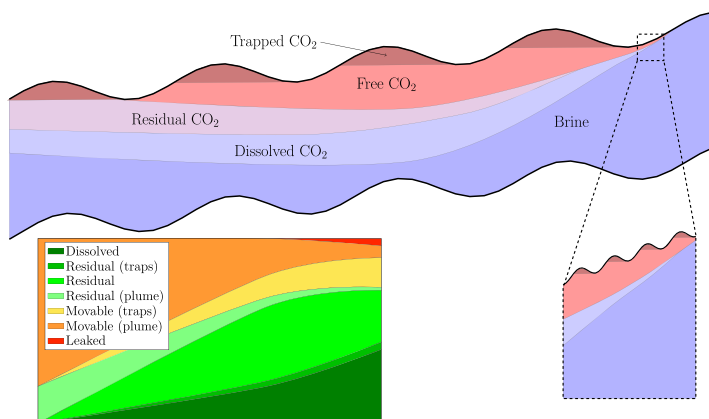 Trapped CO₂
Free CO₂
Residual CO₂
Brine
Dissolved CO₂
Dissolved
Residual (traps)
Residual
Residual (plume)
Movable (traps)
Movable (plume)
Leaked